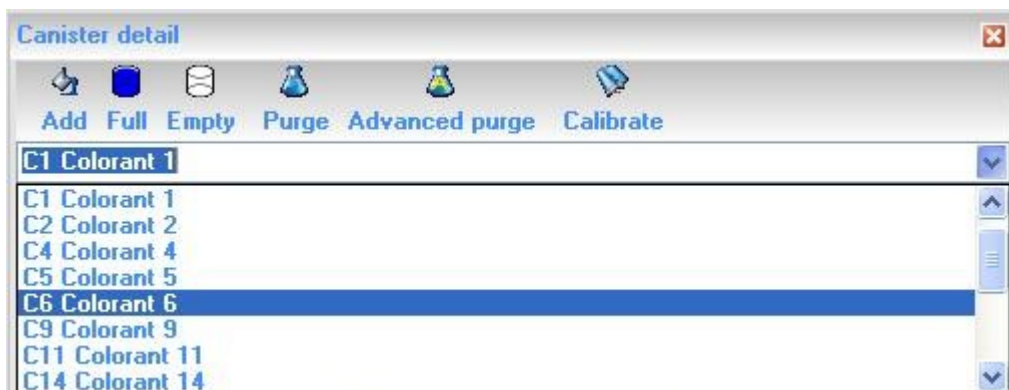 Canister detail
Add Full Empty Purge Advanced purge Calibrate
C1 Colorant 1
C1 Colorant 1
C2 Colorant 2
C4 Colorant 4
C5 Colorant 5
C6 Colorant 6
C9 Colorant 9
C11 Colorant 11
C14 Colorant 14